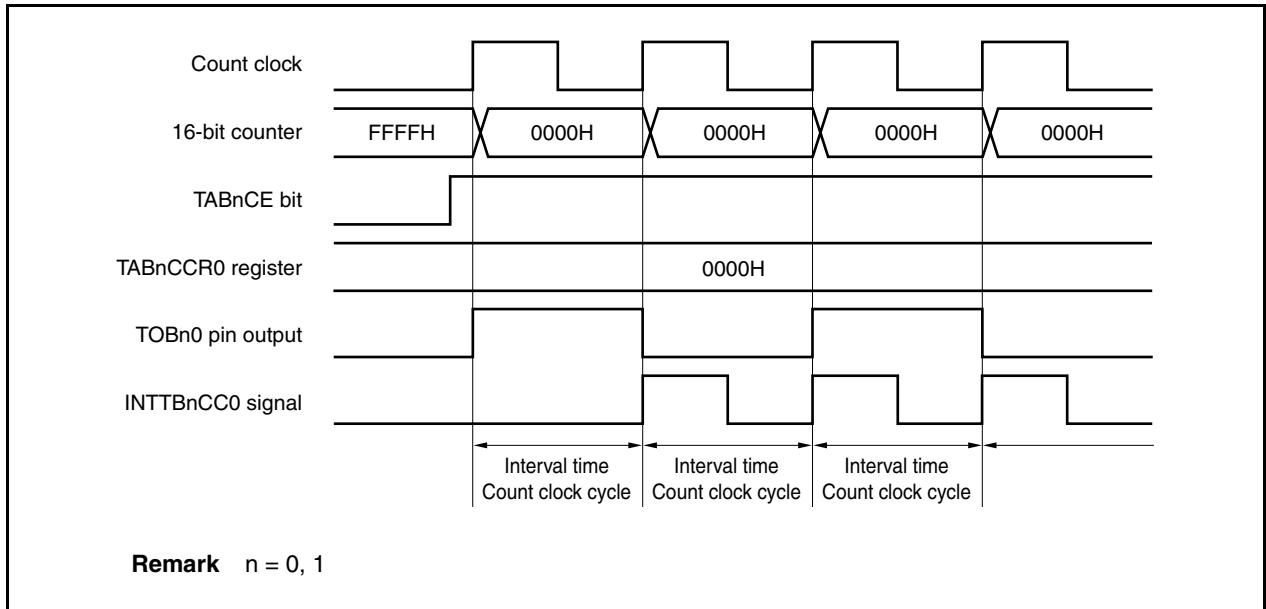 Count clock
16-bit counter
FFFFH 0000H 0000H 0000H 0000H
TABnCE bit
TABnCCR0 register
0000H
TOBn0 pin output
INTTBnCC0 signal
Interval time Interval time Interval time
Count clock cycle Count clock cycle Count clock cycle
Remark n = 0, 1